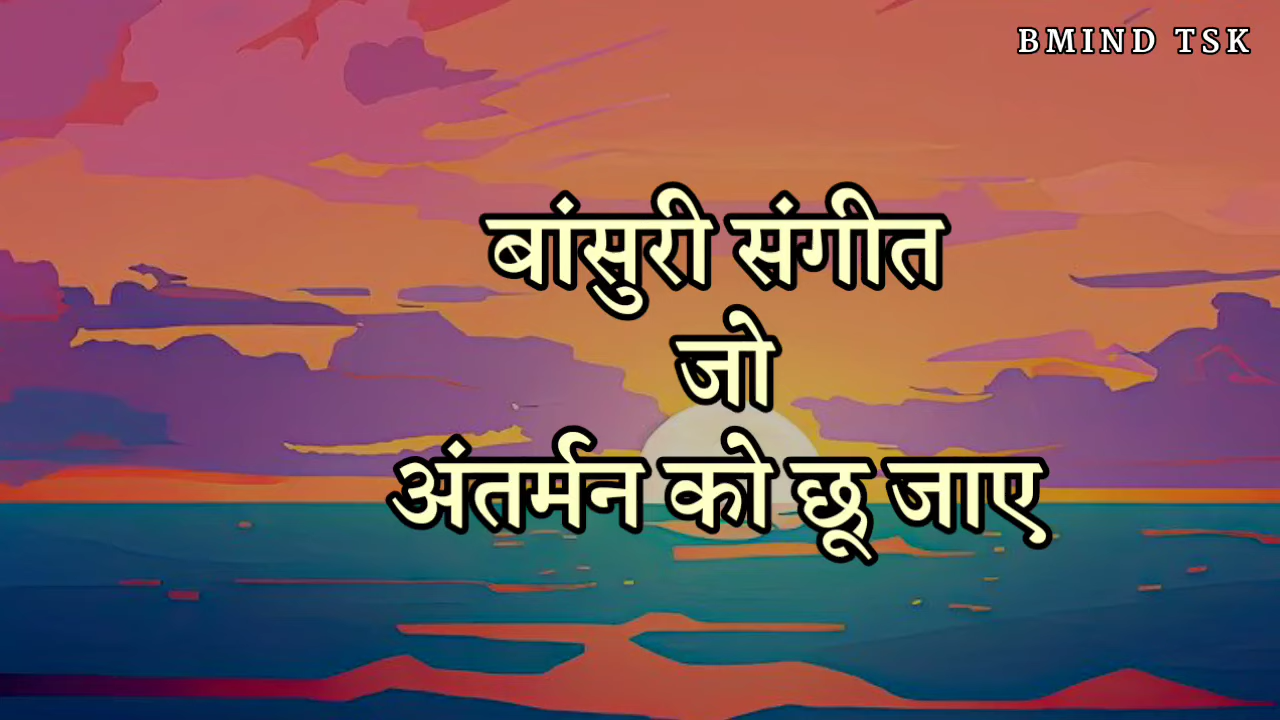 BMIND TSK
बांसुरी संगीत
जो
अंतर्मन को छू जाए